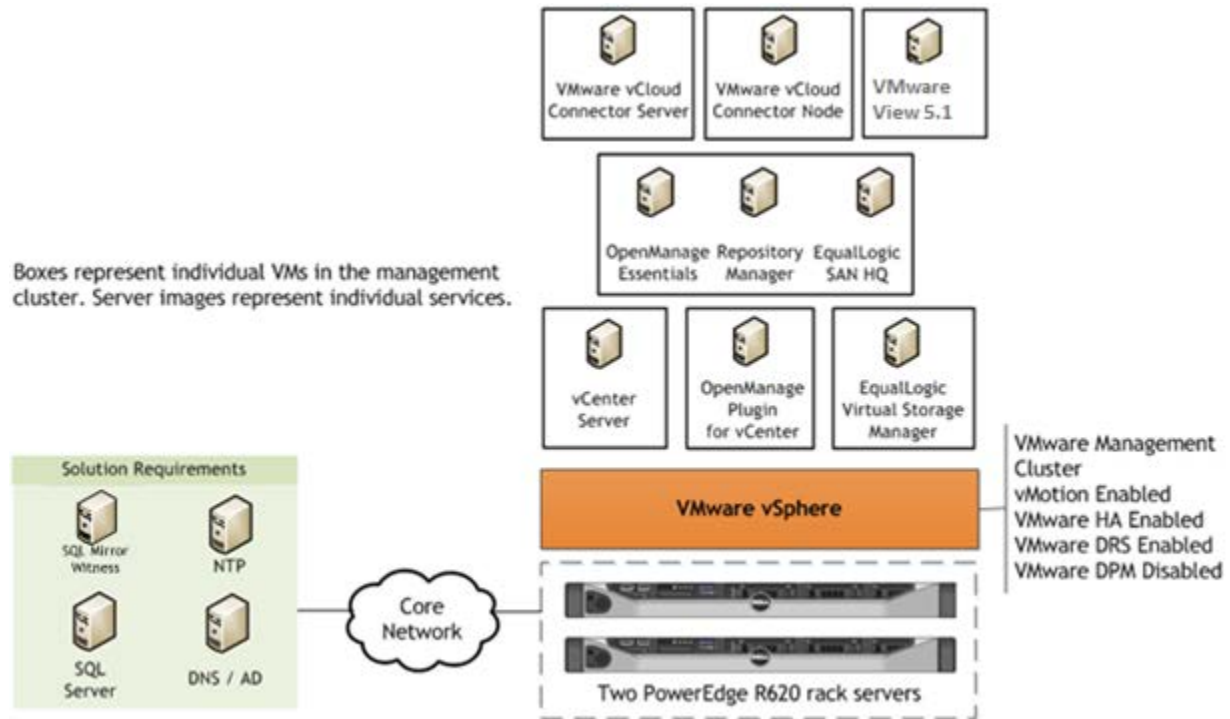 VMware vCloud
Connector Server
VMware vCloud
Connector Node
VMware
View 5.1
OpenManage
Essentials
Repository
Manager
EqualLogic
SAN HQ
Boxes represent individual VMs in the management
cluster. Server images represent individual services.
vCenter
Server
OpenManage
Plugin
for vCenter
EqualLogic
Virtual Storage
Manager
VMware vSphere
VMware Management
Cluster
vMotion Enabled
VMware HA Enabled
VMware DRS Enabled
VMware DPM Disabled
Solution Requirements
SQL Mirror
Witness
NTP
SQL
Server
DNS / AD
Core
Network
Two PowerEdge R620 rack servers